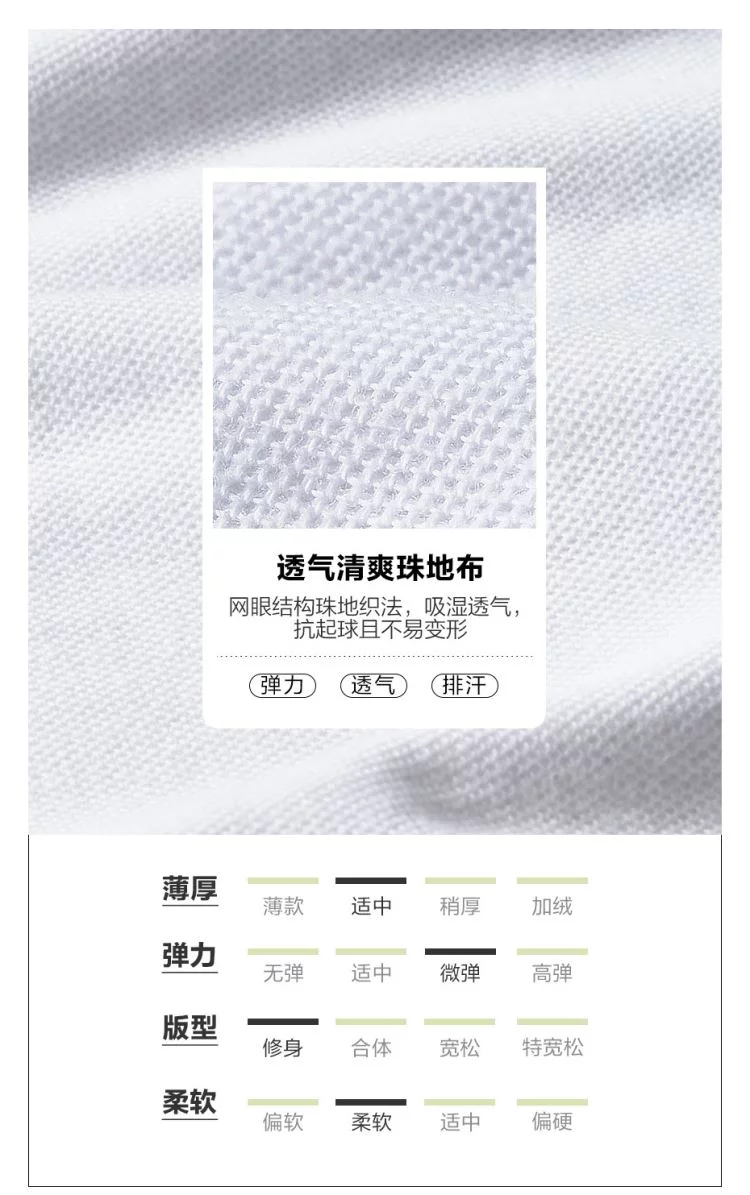 透气清爽珠地布
网眼结构珠地织法，吸湿透气，
抗起球且不易变形
弹力 透气 排汗
薄厚 薄款 适中 稍厚 加绒
弹力 无弹 适中 微弹 高弹
版型 修身 合体 宽松 特宽松
柔软 偏软 柔软 适中 偏硬